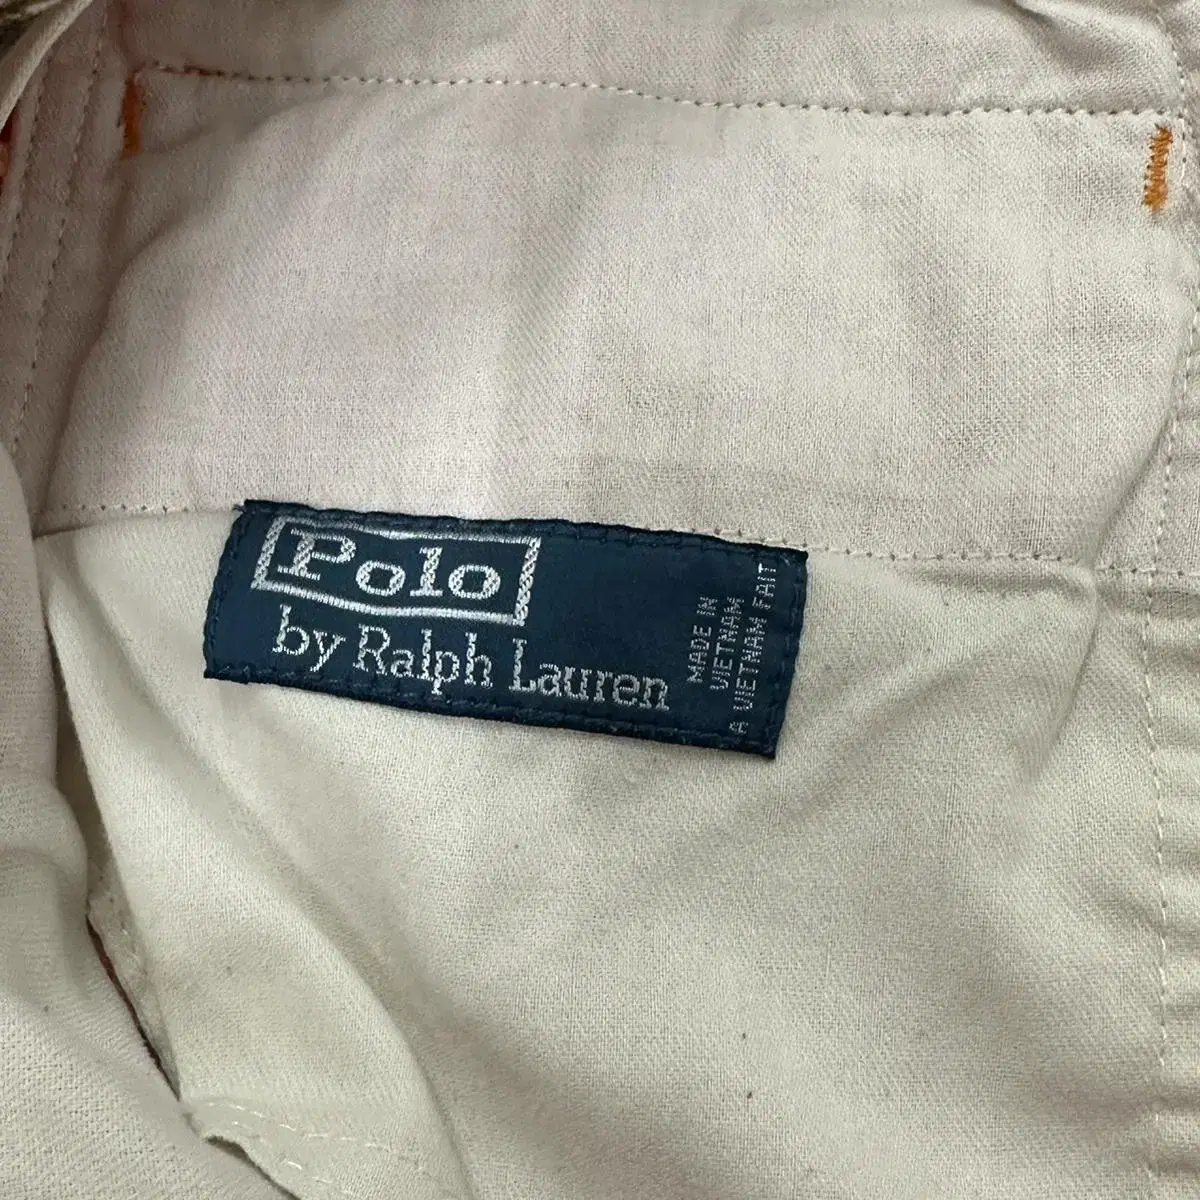 Polo
by Ralph Lauren
MADE IN
VIETNAM
A VIETNAM FAIT